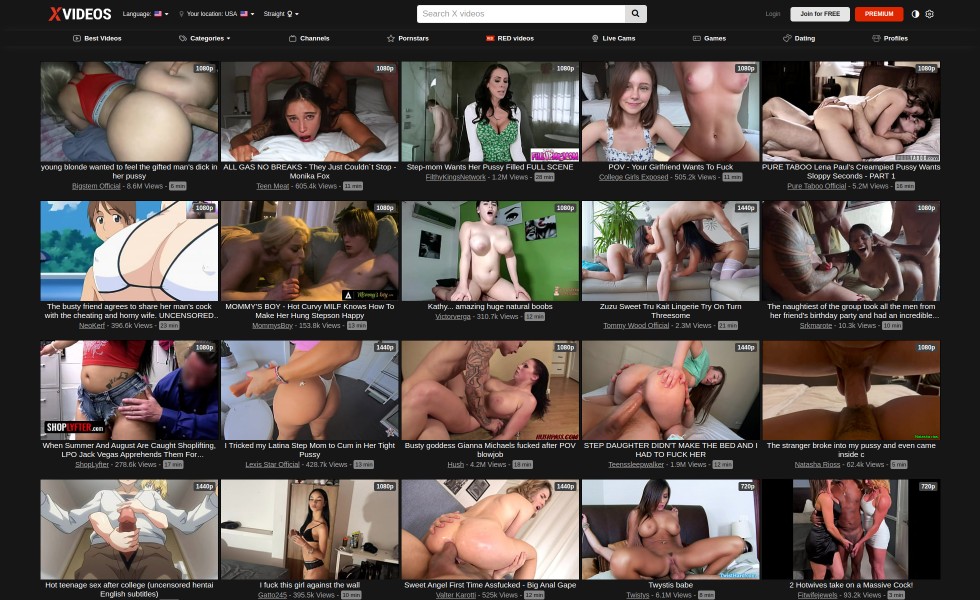 XVIDEOS
Language:
Your location: USA
Straight
Search X videos
Login
Join for FREE
PREMIUM
Best Videos
Categories
Channels
Pornstars
RED videos
Live Cams
Games
Dating
Profiles
1080p
1080p
1080p
1080p
1080p
young blonde wanted to feel the gifted man's dick in
her pussy
Bigstern Official - 8.6M Views - 6 min
ALL GAS NO BREAKS - They Just Couldn´t Stop -
Monika Fox
Teen Meat - 605.4k Views - 11 min
Step-mom Wants Her Pussy Filled FULL SCENE
FilthyKingsNetwork - 1.2M Views - 26 min
POV - Your Girlfriend Wants To Fuck
College Girls Exposed - 505.2k Views - 11 min
PURE TABOO Lena Paul's Creampied Pussy Wants
Sloppy Seconds - PART 1
Pure Taboo Official - 5.2M Views - 16 min
1080p
1080p
1080p
1440p
1080p
The busty friend agrees to share her man's cock
with the cheating and horny wife. UNCENSORED..
NeoKerf - 396.6k Views - 23 min
MOMMY'S BOY - Hot Curvy MILF Knows How To
Make Her Hung Stepson Happy
MommysBoy - 153.8k Views - 13 min
Kathy... amazing huge natural boobs
Victorverga - 310.7k Views - 12 min
Zuzu Sweet Tru Kait Lingerie Try On Turn
Threesome
Tommy Wood Official - 2.3M Views - 21 min
The naughtiest of the group took all the men from
her friend's birthday party and had an incredible...
Srkmarote - 10.3k Views - 10 min
1080p
1440p
1080p
1440p
1080p
SHOPLYFTER.com
When Summer And August Are Caught Shoplifting,
LPO Jack Vegas Apprehends Them For...
ShopLyfter - 278.6k Views - 17 min
I Tricked my Latina Step Mom to Cum in Her Tight
Pussy
Lexis Star Official - 428.7k Views - 13 min
Busty goddess Gianna Michaels fucked after POV
blowjob
Hush - 4.2M Views - 18 min
STEP DAUGHTER DIDN'T MAKE THE BED AND I
HAD TO FUCK HER
Teenssleepwalker - 1.9M Views - 12 min
The stranger broke into my pussy and even came
inside c
Natasha Rioss - 62.4k Views - 5 min
1440p
1080p
1440p
720p
720p
Hot teenage sex after college (uncensored hentai
English subtitles)
I fuck this girl against the wall
Gatto245 - 395.5k Views - 10 min
Sweet Angel First Time Assfucked - Big Anal Gape
Valter Karotti - 525k Views - 12 min
Twystis babe
Twistys - 6.1M Views - 8 min
2 Hotwives take on a Massive Cock!
Fitwifejewels - 93.2k Views - 3 min